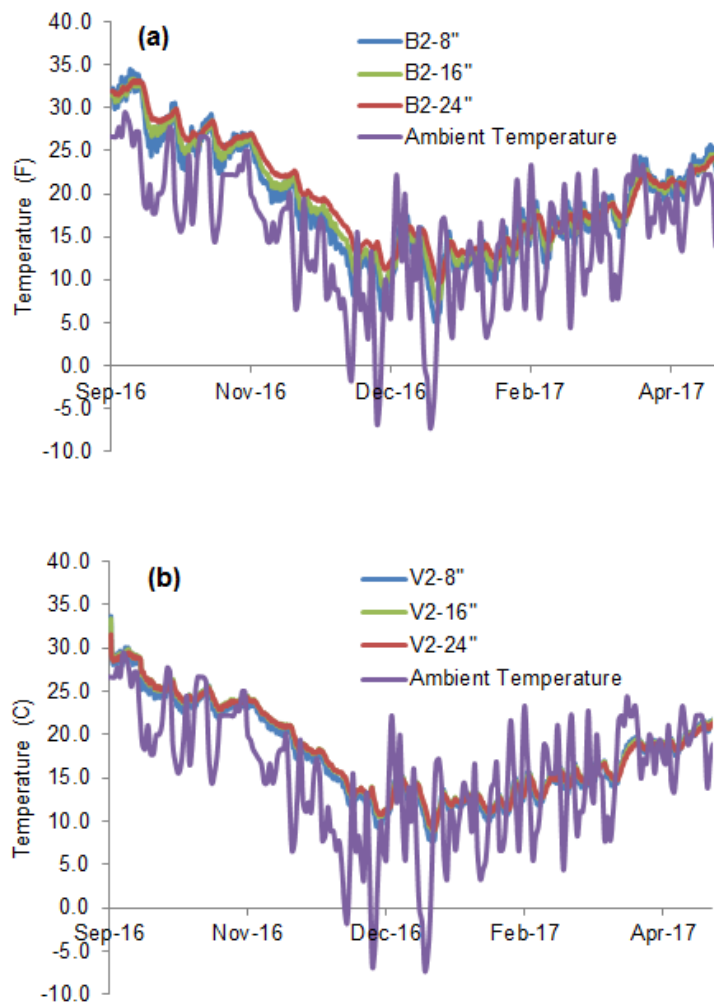 (a)
B2-8"
B2-16"
B2-24"
Ambient Temperature
Temperature (F)
40.0
35.0
30.0
25.0
20.0
15.0
10.0
5.0
0.0
-5.0
-10.0
Sep-16 Nov-16 Dec-16 Feb-17 Apr-17
(b)
V2-8"
V2-16"
V2-24"
Ambient Temperature
Temperature (C)
40.0
35.0
30.0
25.0
20.0
15.0
10.0
5.0
0.0
-5.0
-10.0
Sep-16 Nov-16 Dec-16 Feb-17 Apr-17